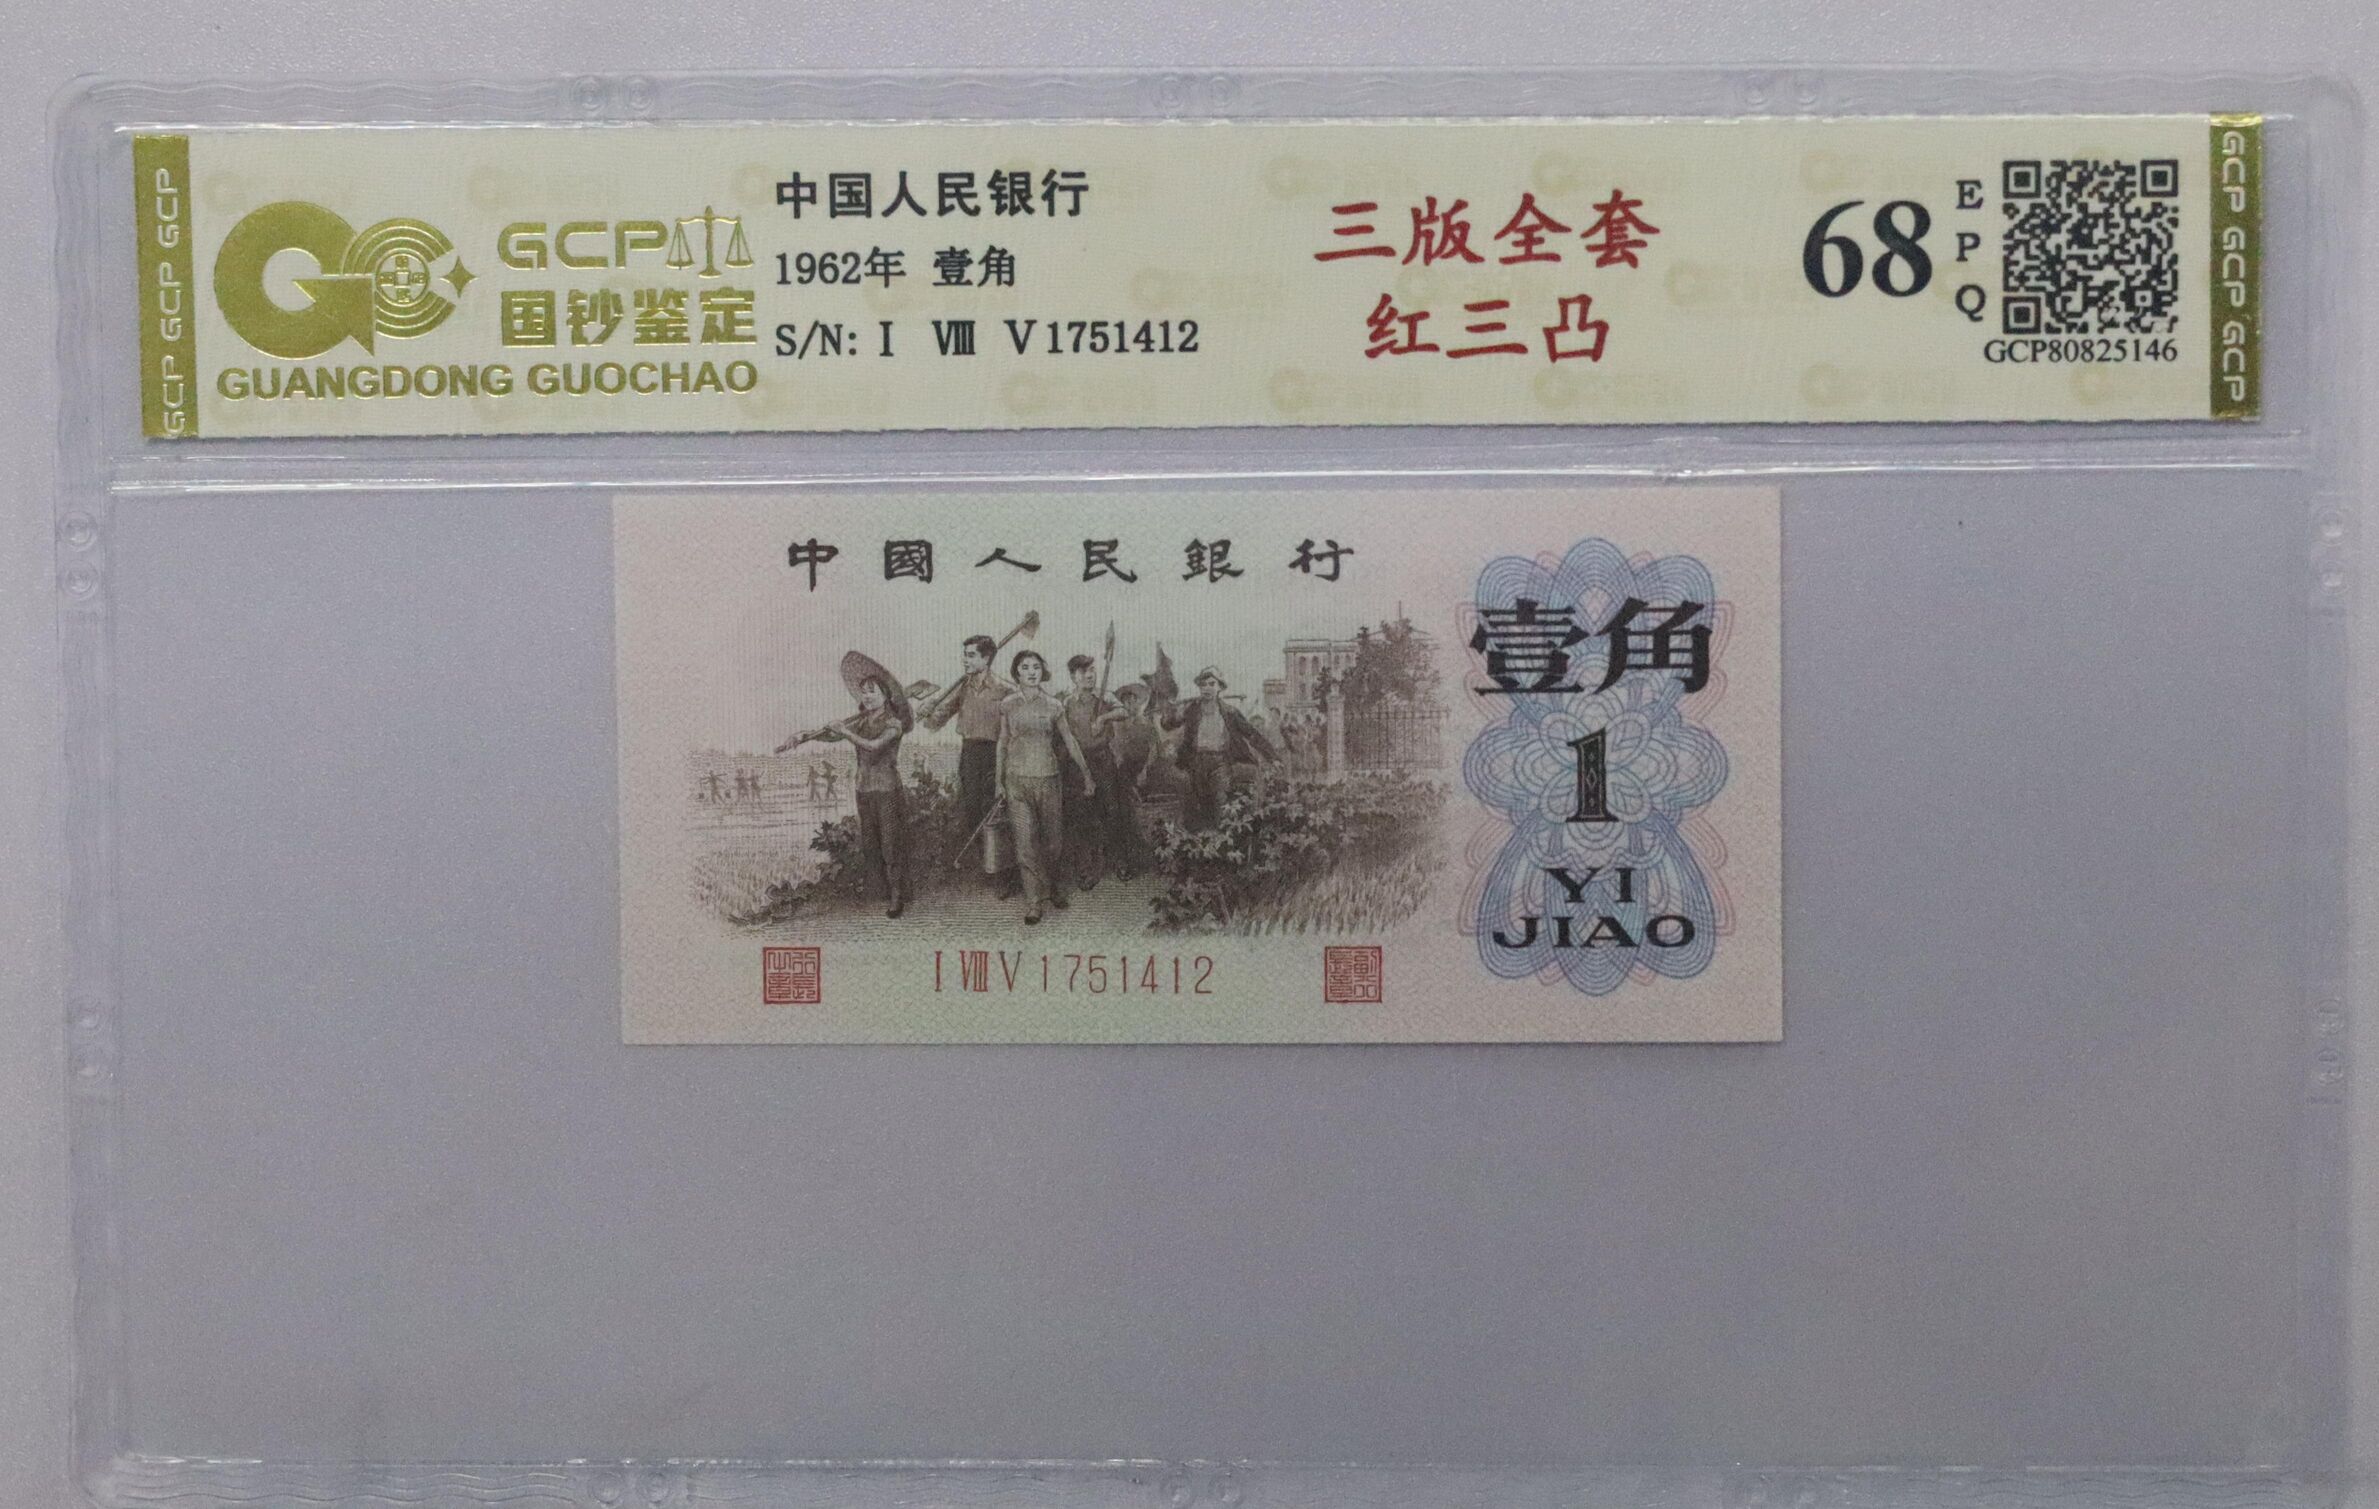 GCP GCP GCP
GCP
国钞鉴定
GUANGDONG GUOCHAO
中国人民银行
1962年 壹角
S/N: I Ⅷ V 1751412
三版全套
红三凸
68
E
P
Q
GCP80825146
GCP GCP GCP
中國人民銀行
壹角
1
YI
JIAO
I Ⅷ V 1751412